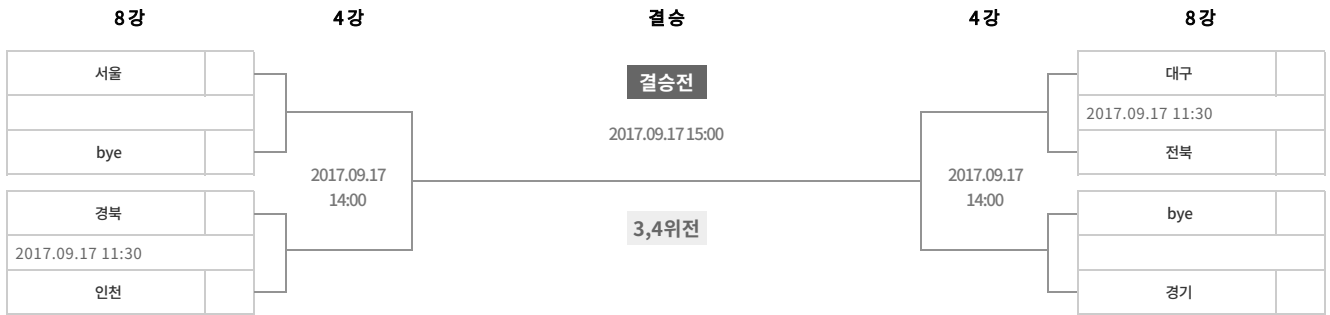 8강
4강
결승
4강
8강
서울
bye
경북
2017.09.17 11:30
인천
2017.09.17
14:00
결승전
2017.09.17 15:00
3,4위전
2017.09.17
14:00
대구
2017.09.17 11:30
전북
bye
경기